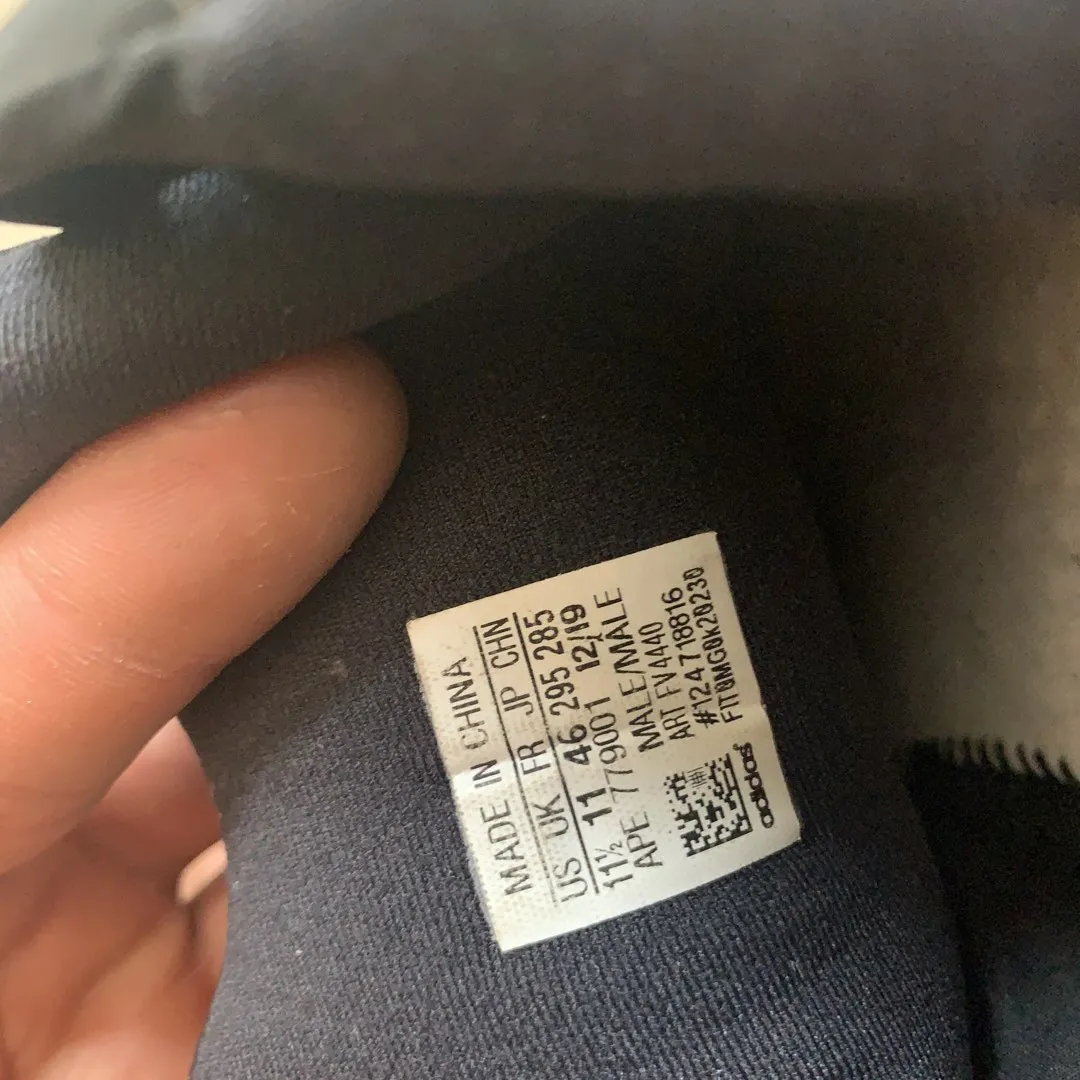 MADE IN CHINA
US UK FR JP CHN
11½ 11 46 295 285
APE 779001 12/19
MALE/MALE
ART FV4440
#124718816
FIT0MG0k20230
adidas